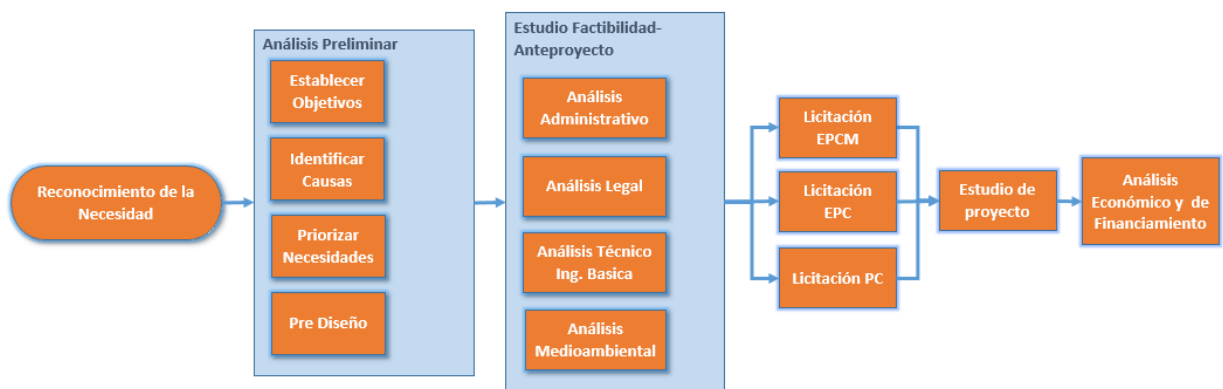 Reconocimiento de la
Necesidad
Análisis Preliminar
Establecer
Objetivos
Identificar
Causas
Priorizar
Necesidades
Pre Diseño
Estudio Factibilidad-
Anteproyecto
Análisis
Administrativo
Análisis Legal
Análisis Técnico
Ing. Basica
Análisis
Medioambiental
Licitación
EPCM
Licitación
EPC
Licitación PC
Estudio de
proyecto
Análisis
Económico y de
Financiamiento